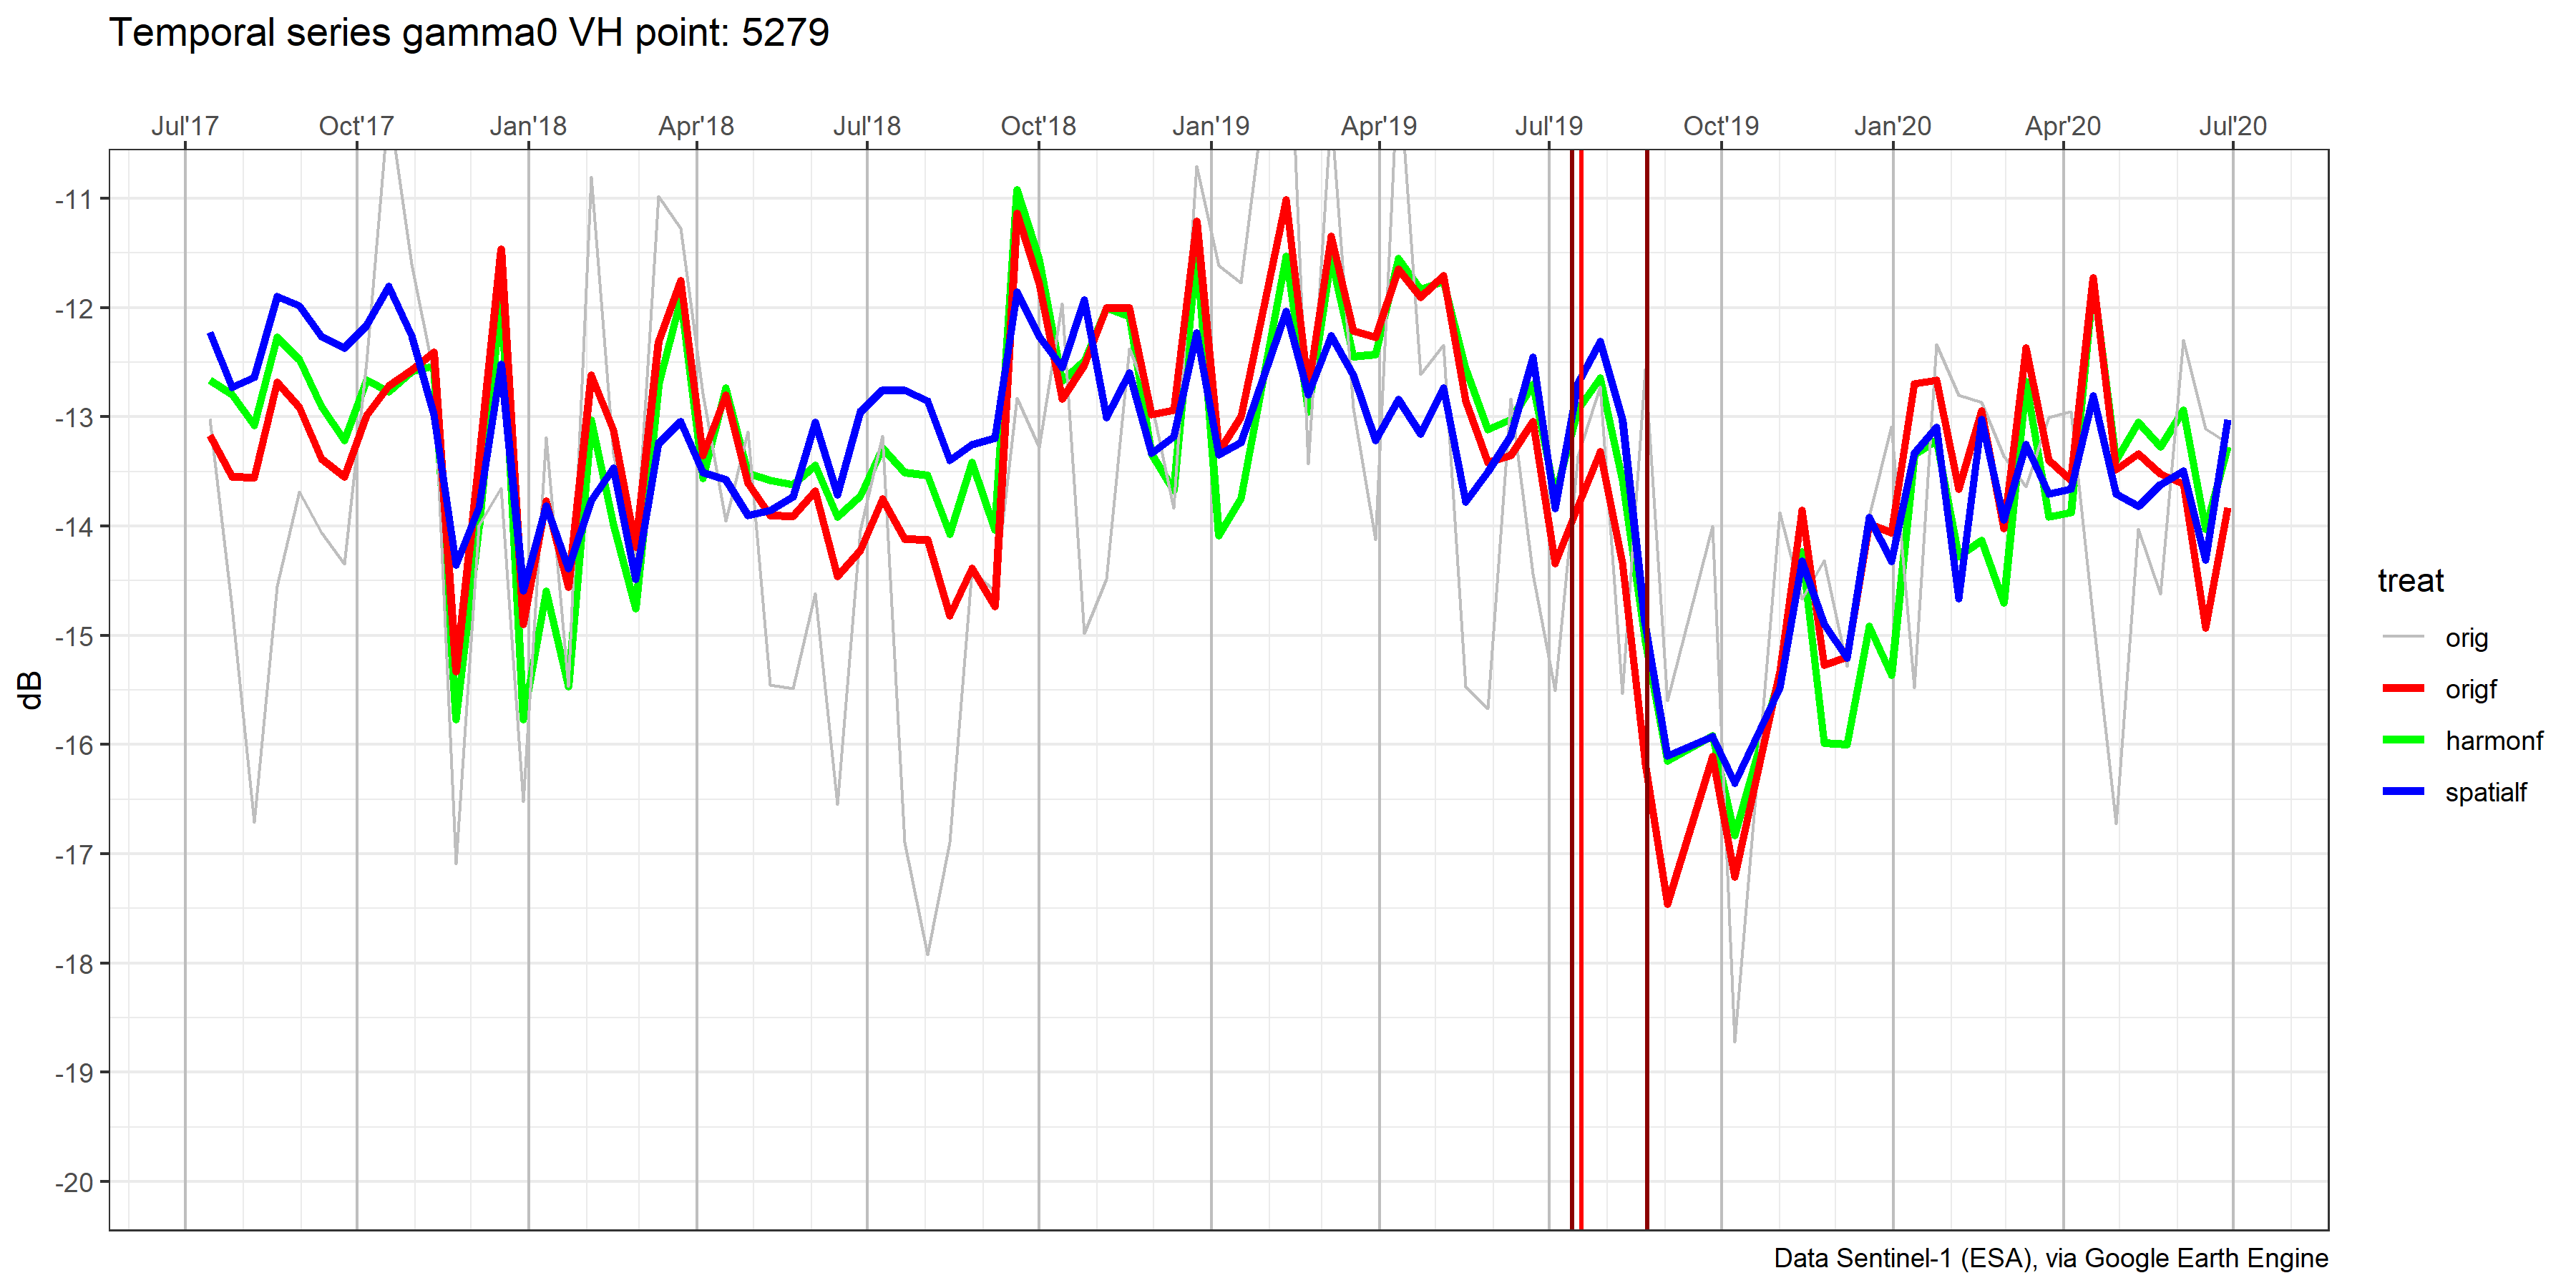 Temporal series gamma0 VH point: 5279
Jul'17 Oct'17 Jan'18 Apr'18 Jul'18 Oct'18 Jan'19 Apr'19 Jul'19 Oct'19 Jan'20 Apr'20 Jul'20
-11
-12
-13
-14
-15
-16
-17
-18
-19
-20
dB
treat
orig
origf
harmonf
spatialf
Data Sentinel-1 (ESA), via Google Earth Engine